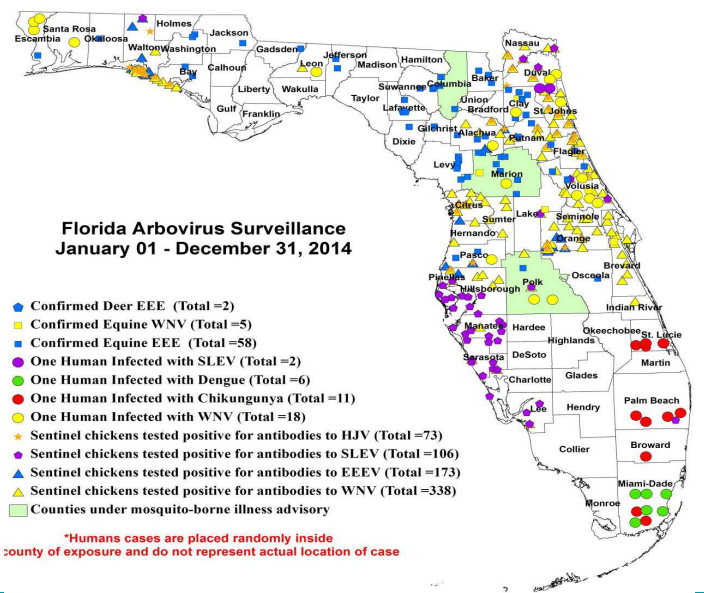 Nassau
Holmes
Jackson
Santa Rosa
Escambia
Okaloosa
Walton
Washington
Gadsden
Jefferson
Hamilton
Madison
Leon
Duval
Bay
Calhoun
Baker
Suwannee
Columbia
Liberty
Wakulla
Taylor
Union
Clay
St. Johns
Bradford
Lafayette
Gulf
Franklin
Gilchrist
Alachua
Putnam
Dixie
Flagler
Levy
Marion
Volusia
Citrus
Lake
Seminole
Sumter
Florida Arbovirus Surveillance
January 01 - December 31, 2014
Hernando
Orange
Pasco
Brevard
Osceola
Pinellas
Hillsborough
Polk
Confirmed Deer EEE (Total =2)
Indian River
Confirmed Equine WNV (Total =5)
Manatee
Hardee
Okeechobee
St. Lucie
Confirmed Equine EEE (Total =58)
Highlands
Sarasota
DeSoto
Martin
One Human Infected with SLEV (Total =2)
Charlotte
Glades
One Human Infected with Dengue (Total =6)
One Human Infected with Chikungunya (Total =11)
Palm Beach
Lee
Hendry
One Human Infected with WNV (Total =18)
Sentinel chickens tested positive for antibodies to HJV (Total =73)
Broward
Collier
Sentinel chickens tested positive for antibodies to SLEV (Total =106)
Sentinel chickens tested positive for antibodies to EEEV (Total =173)
Miami-Dade
Sentinel chickens tested positive for antibodies to WNV (Total =338)
Monroe
Counties under mosquito-borne illness advisory
*Humans cases are placed randomly inside
county of exposure and do not represent actual location of case